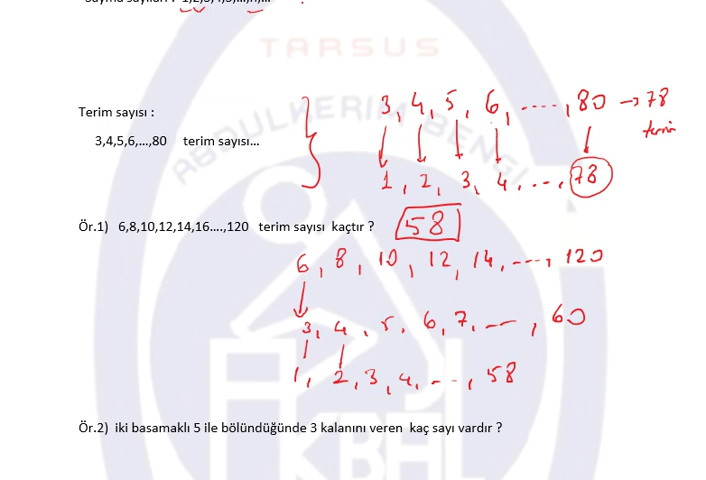 sayma sayıları : 1,2,3,4,5,...,n,...
TARSUS
ABDULKERİM BENGİ
3, 4, 5, 6, ...., 80 → 78
terim
Terim sayısı :
3,4,5,6,...,80 terim sayısı...
1, 2, 3, 4, ..., 78
Ör.1) 6,8,10,12,14,16....,120 terim sayısı kaçtır ? 58
6, 8, 10, 12, 14, ..., 120
3, 4, 5, 6, 7, ..., 60
1, 2, 3, 4, ..., 58
Ör.2) iki basamaklı 5 ile bölündüğünde 3 kalanını veren kaç sayı vardır ?